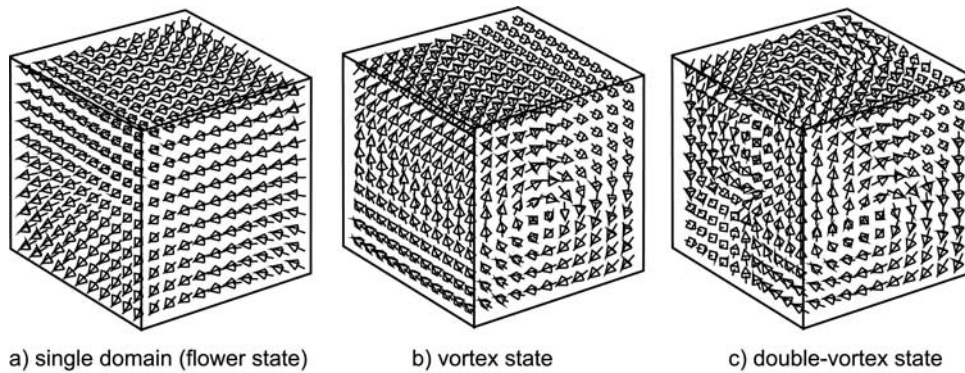 a) single domain (flower state)
b) vortex state
c) double-vortex state